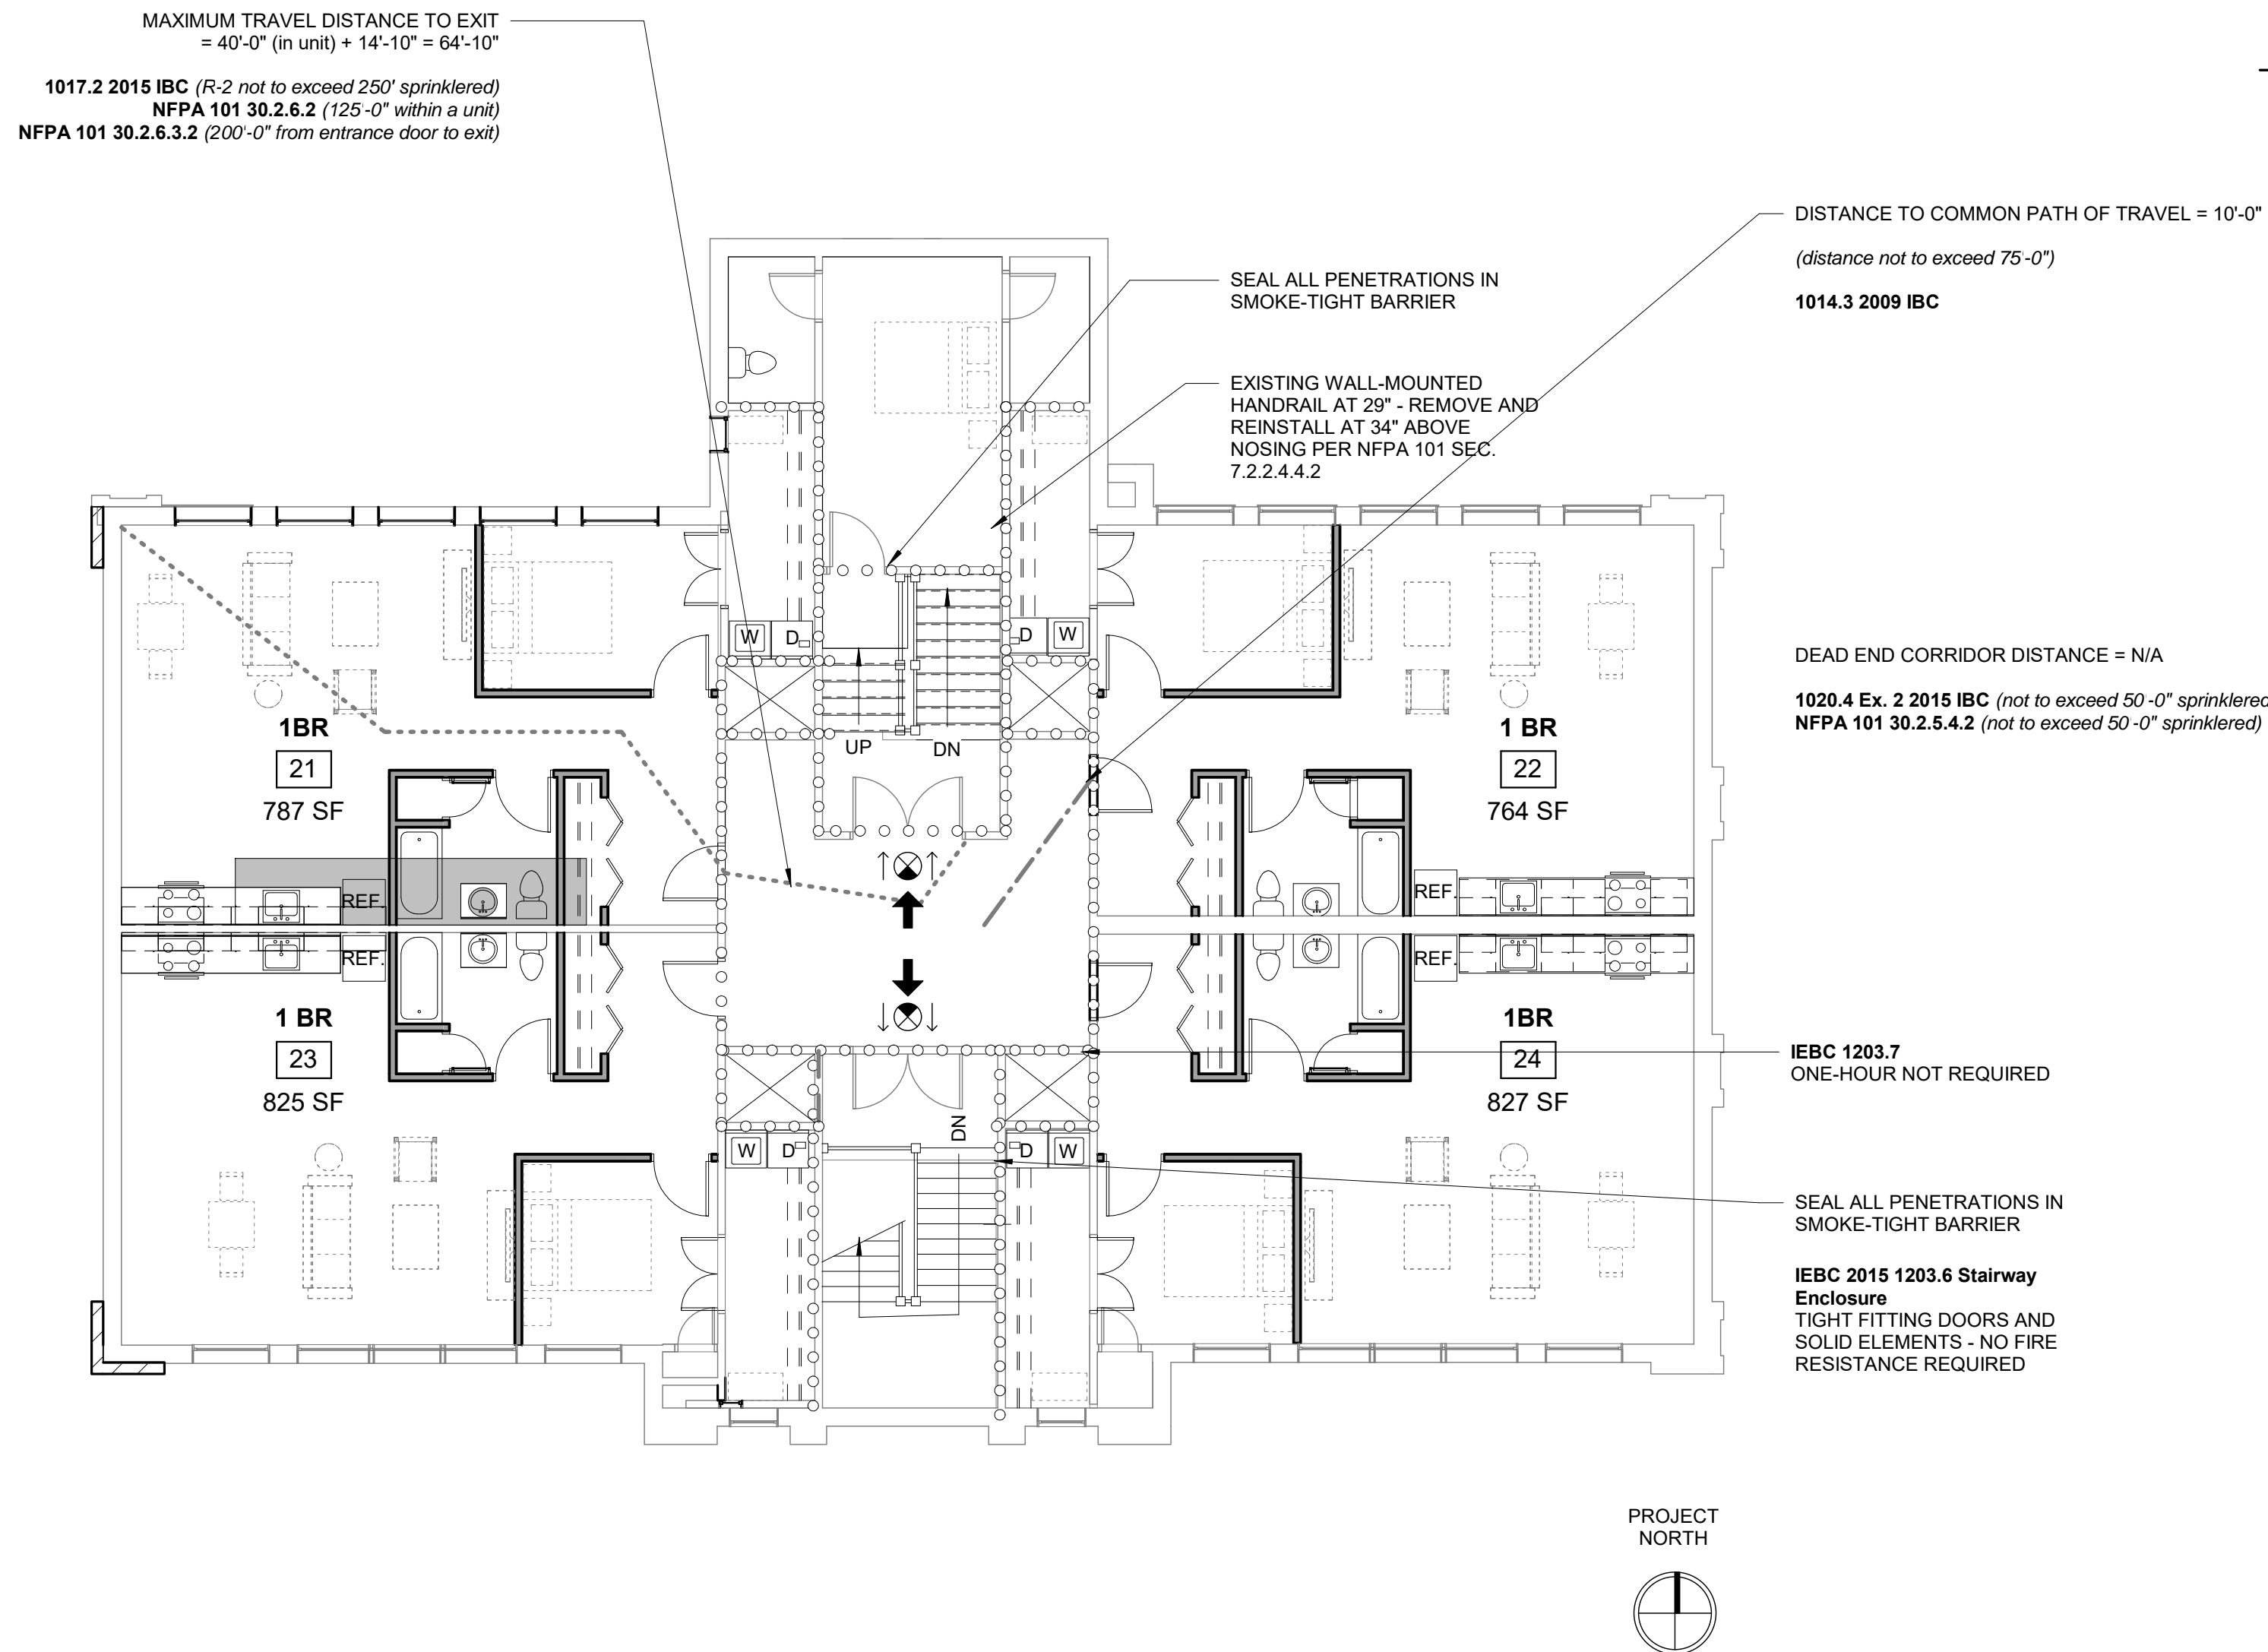 MAXIMUM TRAVEL DISTANCE TO EXIT
= 40'-0" (in unit) + 14'-10" = 64'-10"
1017.2 2015 IBC (R-2 not to exceed 250' sprinklered)
NFPA 101 30.2.6.2 (125'-0" within a unit)
NFPA 101 30.2.6.3.2 (200'-0" from entrance door to exit)
DISTANCE TO COMMON PATH OF TRAVEL = 10'-0"
(distance not to exceed 75'-0")
1014.3 2009 IBC
SEAL ALL PENETRATIONS IN
SMOKE-TIGHT BARRIER
EXISTING WALL-MOUNTED
HANDRAIL AT 29" - REMOVE AND
REINSTALL AT 34" ABOVE
NOSING PER NFPA 101 SEC.
7.2.2.4.4.2
W D
D W
DEAD END CORRIDOR DISTANCE = N/A
1020.4 Ex. 2 2015 IBC (not to exceed 50'-0" sprinklered
NFPA 101 30.2.5.4.2 (not to exceed 50'-0" sprinklered)
1BR
21
787 SF
UP
DN
1 BR
22
764 SF
REF.
REF.
REF.
REF.
1 BR
23
825 SF
1BR
24
827 SF
IEBC 1203.7
ONE-HOUR NOT REQUIRED
DN
W D
D W
SEAL ALL PENETRATIONS IN
SMOKE-TIGHT BARRIER
IEBC 2015 1203.6 Stairway
Enclosure
TIGHT FITTING DOORS AND
SOLID ELEMENTS - NO FIRE
RESISTANCE REQUIRED
PROJECT
NORTH